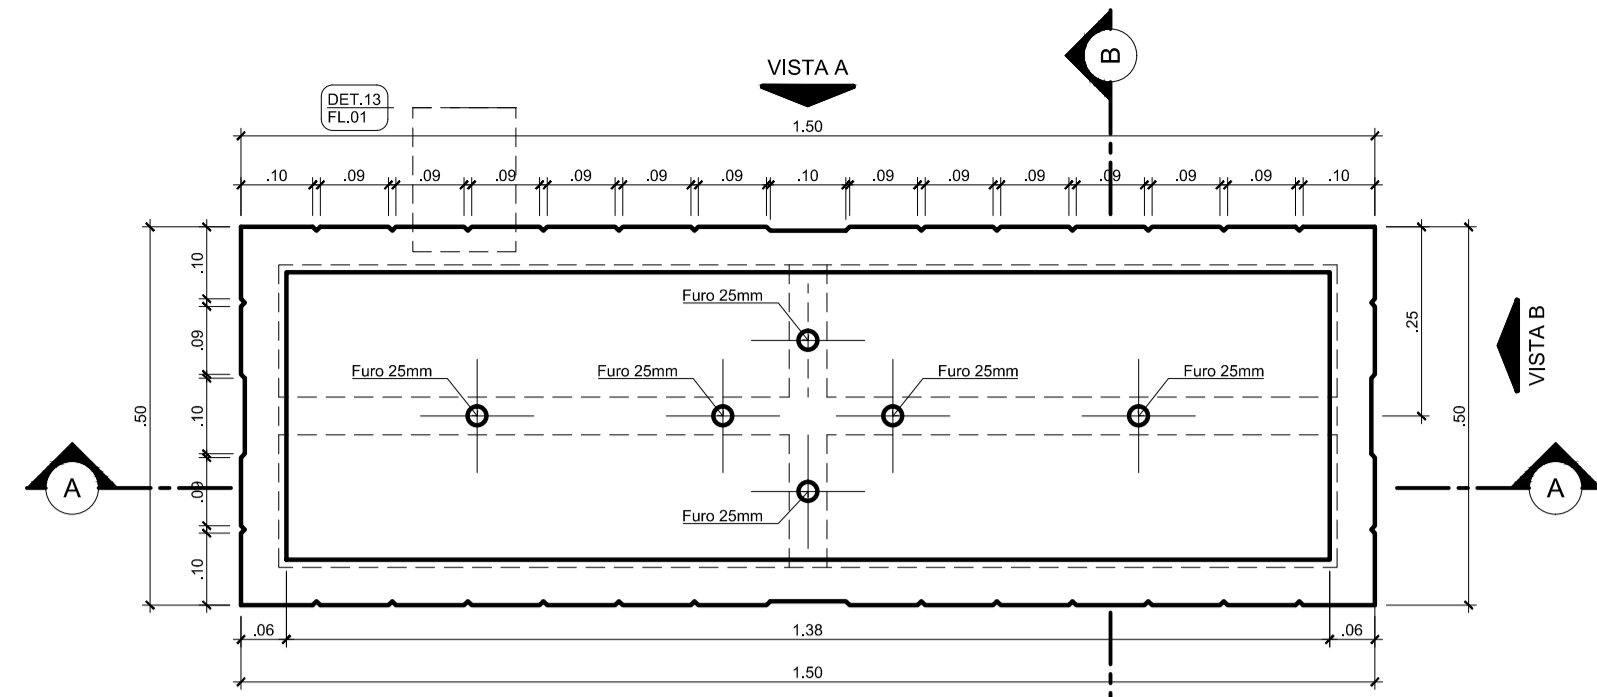 B
VISTA A
DET.13
FL.01
1.50
.10 .09 .09 .09 .09 .09 .09 .10 .09 .09 .09 .09 .09 .09 .10
.10
.09
.10
.09
.10
.50
Furo 25mm
Furo 25mm
Furo 25mm
Furo 25mm
Furo 25mm
Furo 25mm
.25
.50
VISTA B
A
A
.06
1.38
.06
1.50